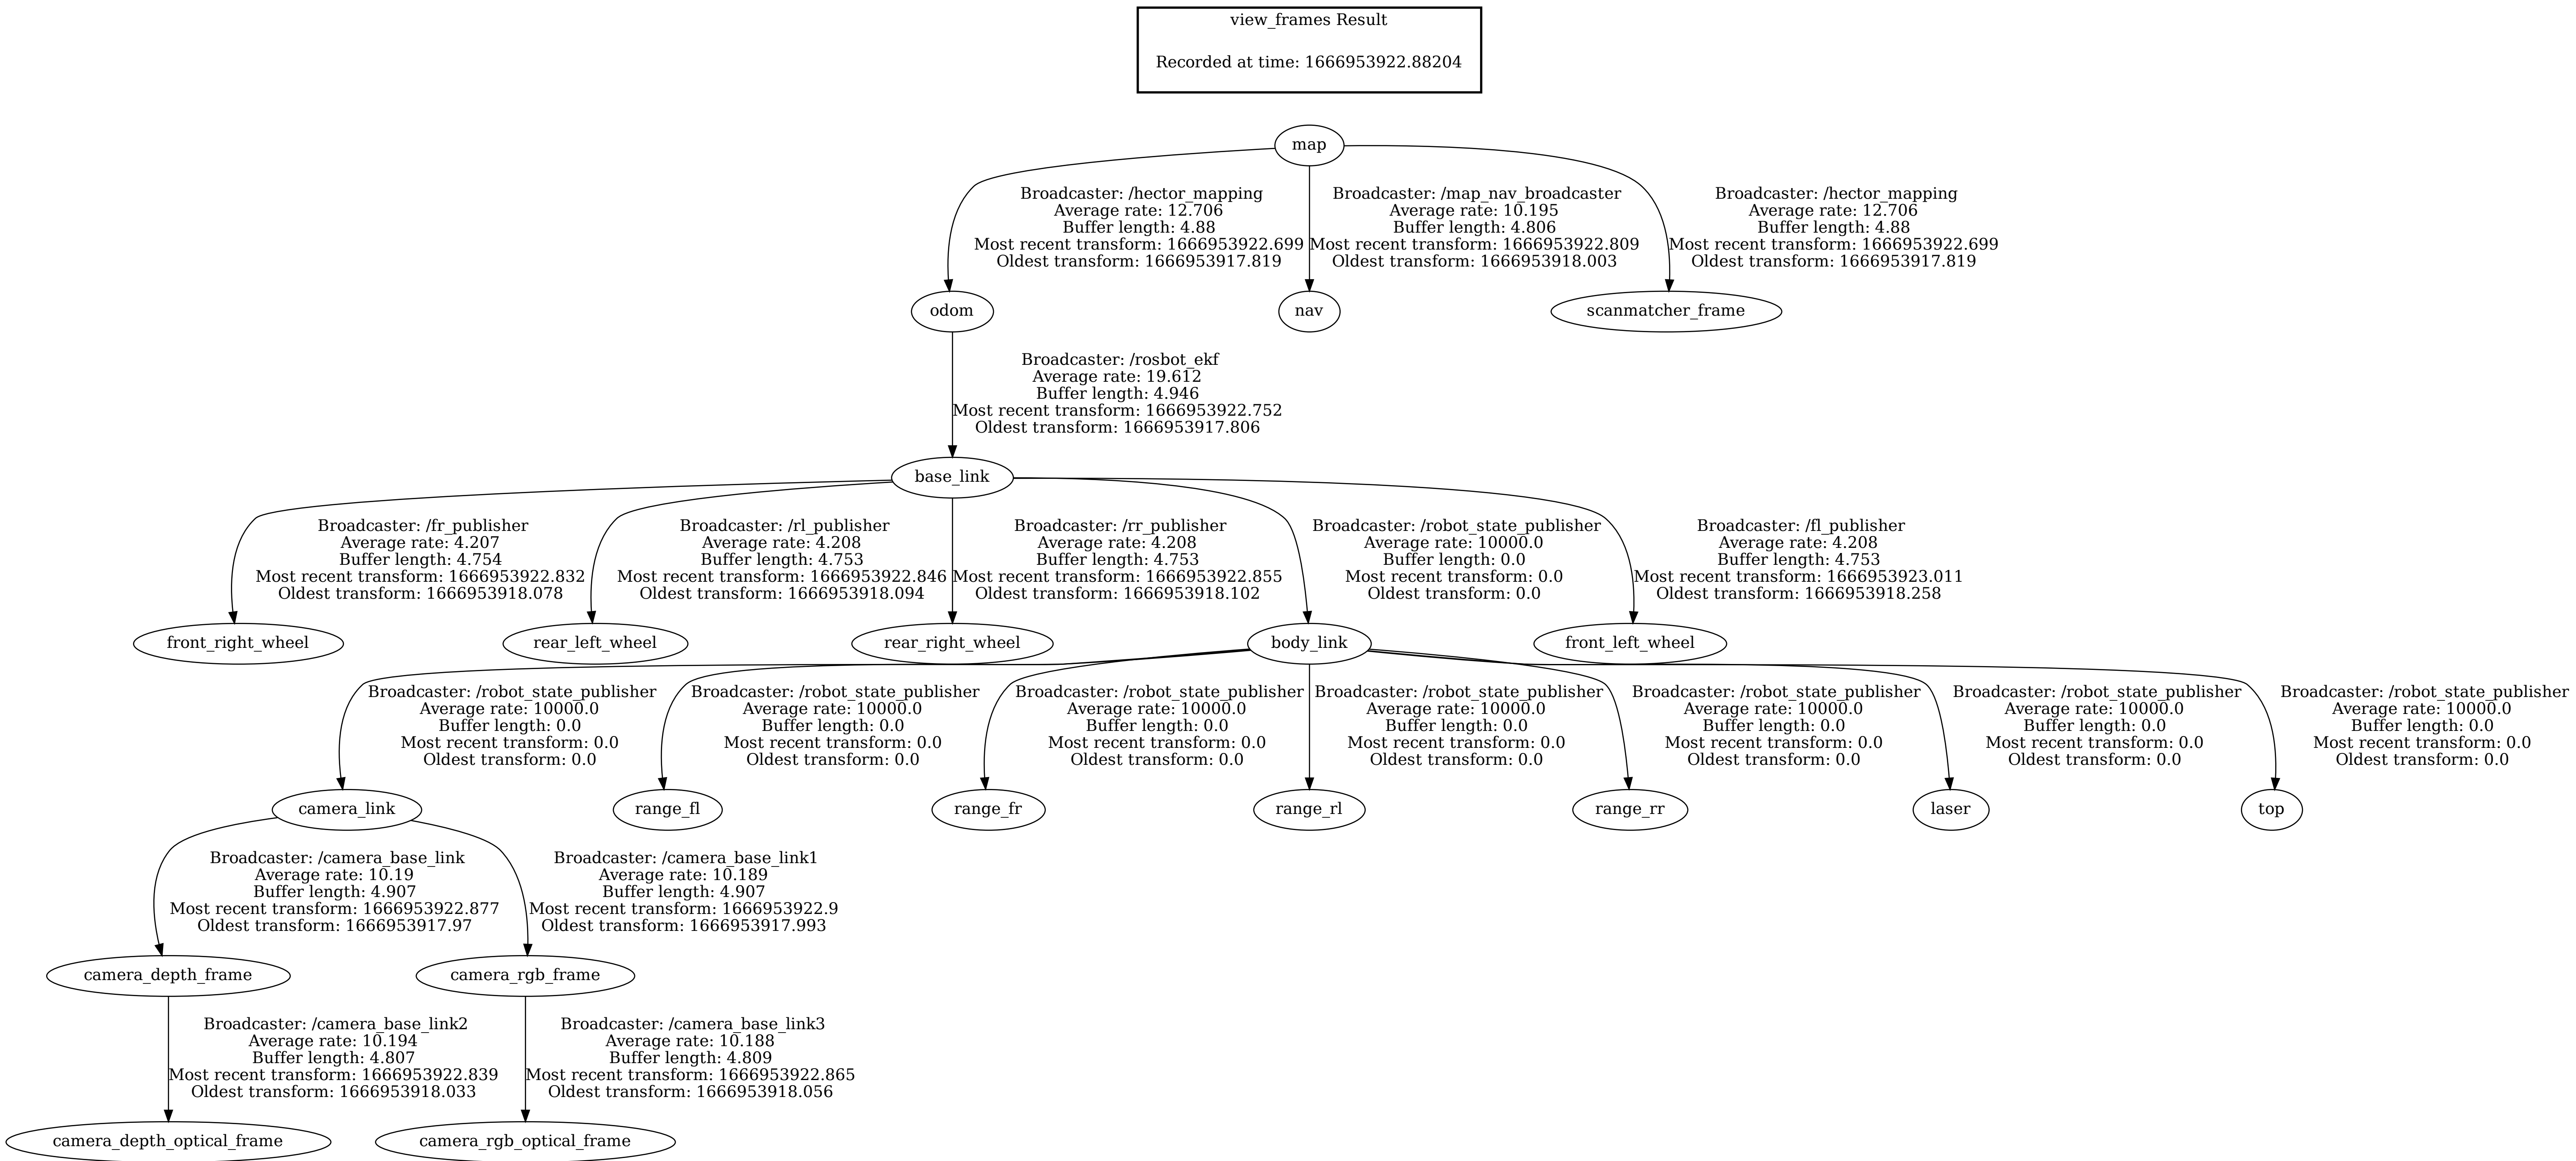 view_frames Result
Recorded at time: 1666953922.88204
map
Broadcaster: /hector_mapping
Average rate: 12.706
Buffer length: 4.88
Most recent transform: 1666953922.699
Oldest transform: 1666953917.819
Broadcaster: /map_nav_broadcaster
Average rate: 10.195
Buffer length: 4.806
Most recent transform: 1666953922.809
Oldest transform: 1666953918.003
Broadcaster: /hector_mapping
Average rate: 12.706
Buffer length: 4.88
Most recent transform: 1666953922.699
Oldest transform: 1666953917.819
odom
nav
scanmatcher_frame
Broadcaster: /rosbot_ekf
Average rate: 19.612
Buffer length: 4.946
Most recent transform: 1666953922.752
Oldest transform: 1666953917.806
base_link
Broadcaster: /fr_publisher
Average rate: 4.207
Buffer length: 4.754
Most recent transform: 1666953922.832
Oldest transform: 1666953918.078
Broadcaster: /rl_publisher
Average rate: 4.208
Buffer length: 4.753
Most recent transform: 1666953922.846
Oldest transform: 1666953918.094
Broadcaster: /rr_publisher
Average rate: 4.208
Buffer length: 4.753
Most recent transform: 1666953922.855
Oldest transform: 1666953918.102
Broadcaster: /robot_state_publisher
Average rate: 10000.0
Buffer length: 0.0
Most recent transform: 0.0
Oldest transform: 0.0
Broadcaster: /fl_publisher
Average rate: 4.208
Buffer length: 4.753
Most recent transform: 1666953923.011
Oldest transform: 1666953918.258
front_right_wheel
rear_left_wheel
rear_right_wheel
body_link
front_left_wheel
Broadcaster: /robot_state_publisher
Average rate: 10000.0
Buffer length: 0.0
Most recent transform: 0.0
Oldest transform: 0.0
Broadcaster: /robot_state_publisher
Average rate: 10000.0
Buffer length: 0.0
Most recent transform: 0.0
Oldest transform: 0.0
Broadcaster: /robot_state_publisher
Average rate: 10000.0
Buffer length: 0.0
Most recent transform: 0.0
Oldest transform: 0.0
Broadcaster: /robot_state_publisher
Average rate: 10000.0
Buffer length: 0.0
Most recent transform: 0.0
Oldest transform: 0.0
Broadcaster: /robot_state_publisher
Average rate: 10000.0
Buffer length: 0.0
Most recent transform: 0.0
Oldest transform: 0.0
Broadcaster: /robot_state_publisher
Average rate: 10000.0
Buffer length: 0.0
Most recent transform: 0.0
Oldest transform: 0.0
Broadcaster: /robot_state_publisher
Average rate: 10000.0
Buffer length: 0.0
Most recent transform: 0.0
Oldest transform: 0.0
camera_link
range_fl
range_fr
range_rl
range_rr
laser
top
Broadcaster: /camera_base_link
Average rate: 10.19
Buffer length: 4.907
Most recent transform: 1666953922.877
Oldest transform: 1666953917.97
Broadcaster: /camera_base_link1
Average rate: 10.189
Buffer length: 4.907
Most recent transform: 1666953922.9
Oldest transform: 1666953917.993
camera_depth_frame
camera_rgb_frame
Broadcaster: /camera_base_link2
Average rate: 10.194
Buffer length: 4.807
Most recent transform: 1666953922.839
Oldest transform: 1666953918.033
Broadcaster: /camera_base_link3
Average rate: 10.188
Buffer length: 4.809
Most recent transform: 1666953922.865
Oldest transform: 1666953918.056
camera_depth_optical_frame
camera_rgb_optical_frame